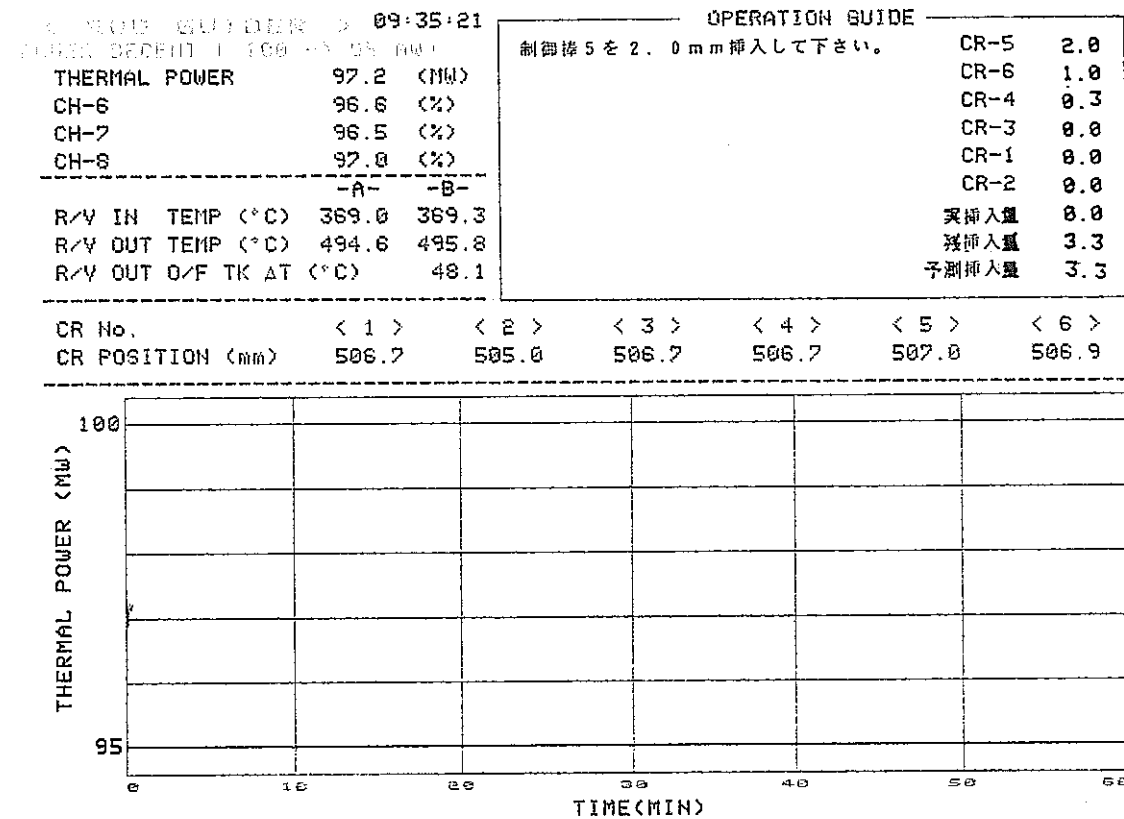 09:35:21
THERMAL POWER 97.2 (MW)
CH-6 96.6 (%)
CH-7 96.5 (%)
CH-8 97.0 (%)
-A- -B-
R/V IN TEMP (°C) 369.0 369.3
R/V OUT TEMP (°C) 494.6 495.8
R/V OUT O/F TK ΔT (°C) 48.1
OPERATION GUIDE
制御棒5を2.0mm挿入して下さい。
CR-5 2.0
CR-6 1.0
CR-4 0.3
CR-3 0.0
CR-1 0.0
CR-2 0.0
実挿入量 0.0
残挿入量 3.3
予測挿入量 3.3
CR No. < 1 > < 2 > < 3 > < 4 > < 5 > < 6 >
CR POSITION (mm) 506.7 505.0 506.7 506.7 507.0 506.9
THERMAL POWER (MW)
100
95
0 10 20 30 40 50 60
TIME(MIN)